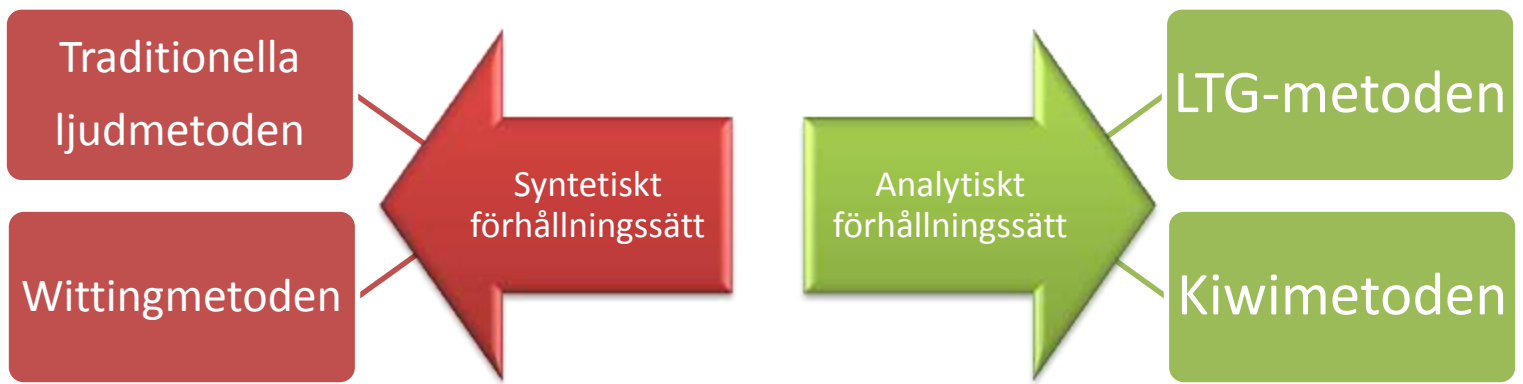 Traditionella
ljudmetoden
Wittingmetoden
Syntetiskt
förhållningssätt
Analytiskt
förhållningssätt
LTG-metoden
Kiwimetoden